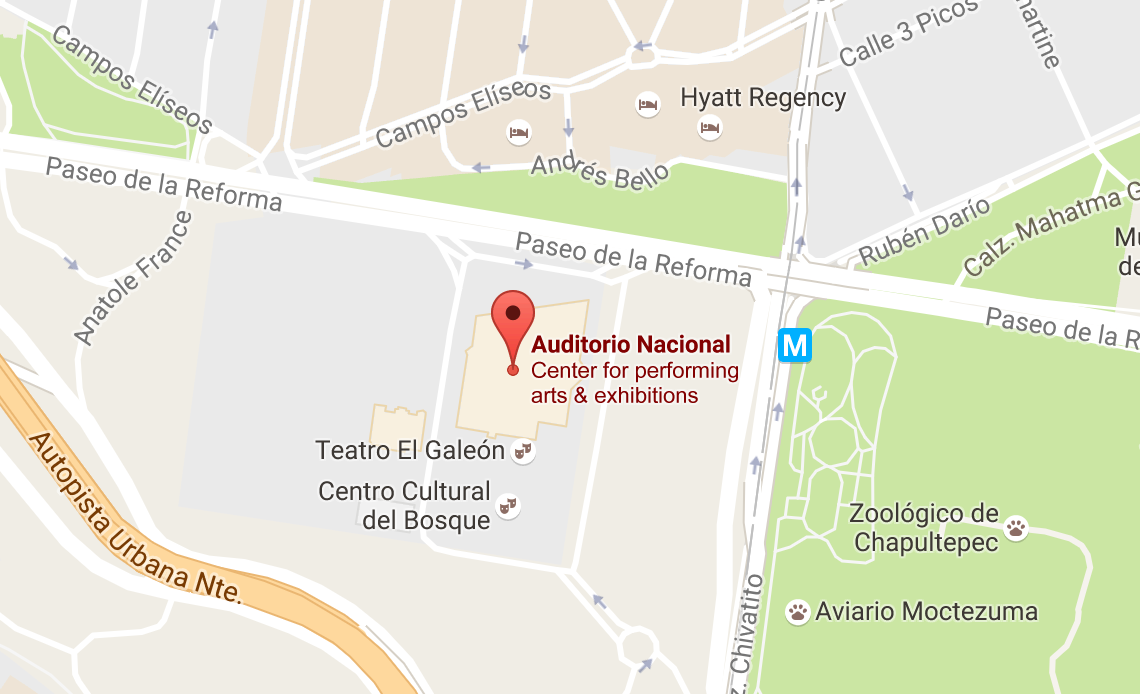 Campos Elíseos
Calle 3 Picos
martine
Campos Elíseos
Hyatt Regency
Andrés Bello
Paseo de la Reforma
Rubén Darío
Calz. Mahatma G
Mu
de
Anatole France
Paseo de la Reforma
Paseo de la R
M
Auditorio Nacional
Center for performing
arts & exhibitions
Teatro El Galeón
Centro Cultural
del Bosque
Autopista Urbana Nte.
Zoológico de
Chapultepec
Aviario Moctezuma
z. Chivatito